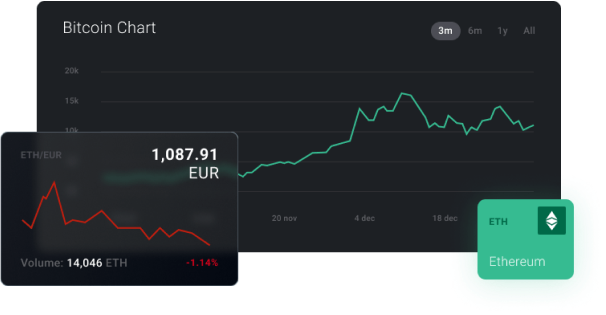 Bitcoin Chart
3m 6m 1y All
20k
15k
10k
ETH/EUR
1,087.91
EUR
20 nov 4 dec 18 dec
Volume: 14,046 ETH -1.14%
ETH
Ethereum